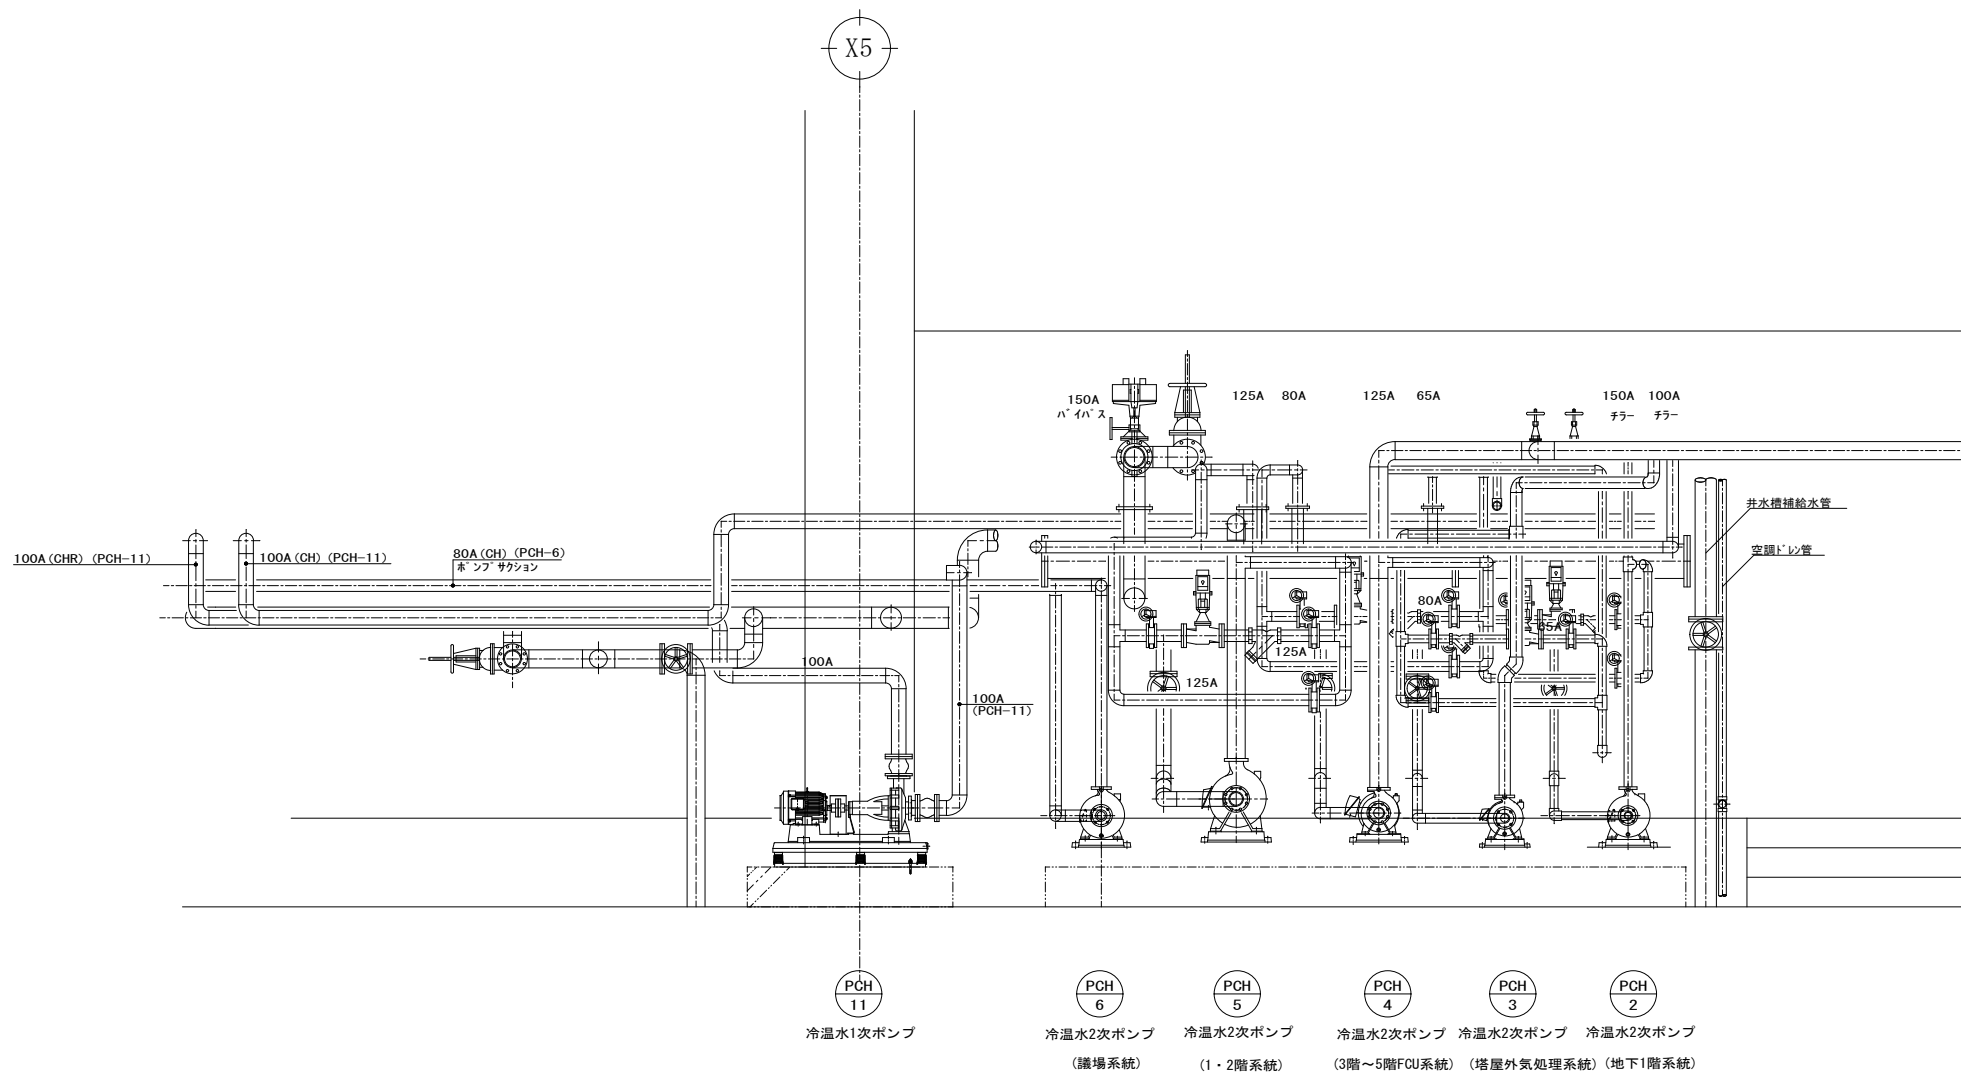 X5
150A
バイパス
125A 80A
125A 65A
150A 100A
チラー チラー
井水槽補給水管
空調ドレン管
100A(CHR)(PCH-11)
100A(CH)(PCH-11)
80A(CH)(PCH-6)
ポンプサクション
80A
65A
125A
125A
100A
100A
(PCH-11)
PCH
11
冷温水1次ポンプ
PCH
6
冷温水2次ポンプ
(議場系統)
PCH
5
冷温水2次ポンプ
(1・2階系統)
PCH
4
冷温水2次ポンプ
(3階～5階FCU系統)
PCH
3
冷温水2次ポンプ
(塔屋外気処理系統)
PCH
2
冷温水2次ポンプ
(地下1階系統)